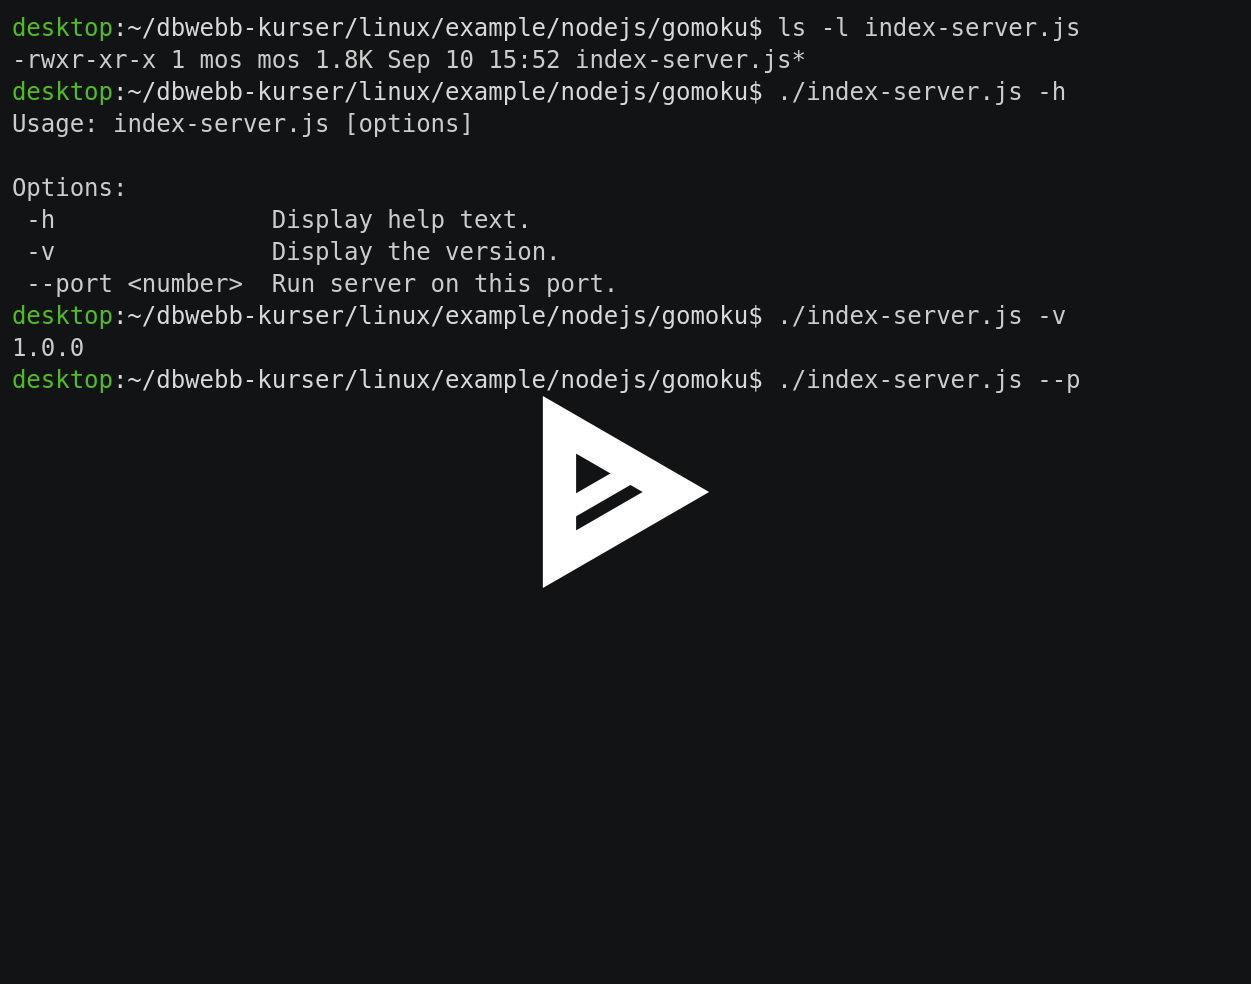 desktop:~/dbwebb-kurser/linux/example/nodejs/gomoku$ ls -l index-server.js
-rwxr-xr-x 1 mos mos 1.8K Sep 10 15:52 index-server.js*
desktop:~/dbwebb-kurser/linux/example/nodejs/gomoku$ ./index-server.js -h
Usage: index-server.js [options]

Options:
 -h               Display help text.
 -v               Display the version.
 --port <number>  Run server on this port.
desktop:~/dbwebb-kurser/linux/example/nodejs/gomoku$ ./index-server.js -v
1.0.0
desktop:~/dbwebb-kurser/linux/example/nodejs/gomoku$ ./index-server.js --p